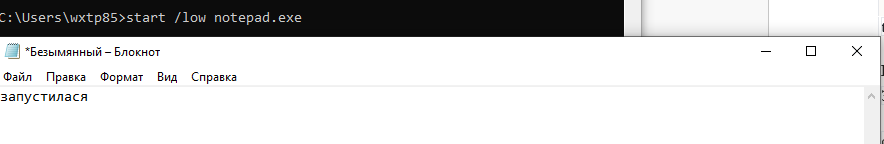 C:\Users\wxtp85>start /low notepad.exe
*Безымянный – Блокнот
Файл Правка Формат Вид Справка
запустилася